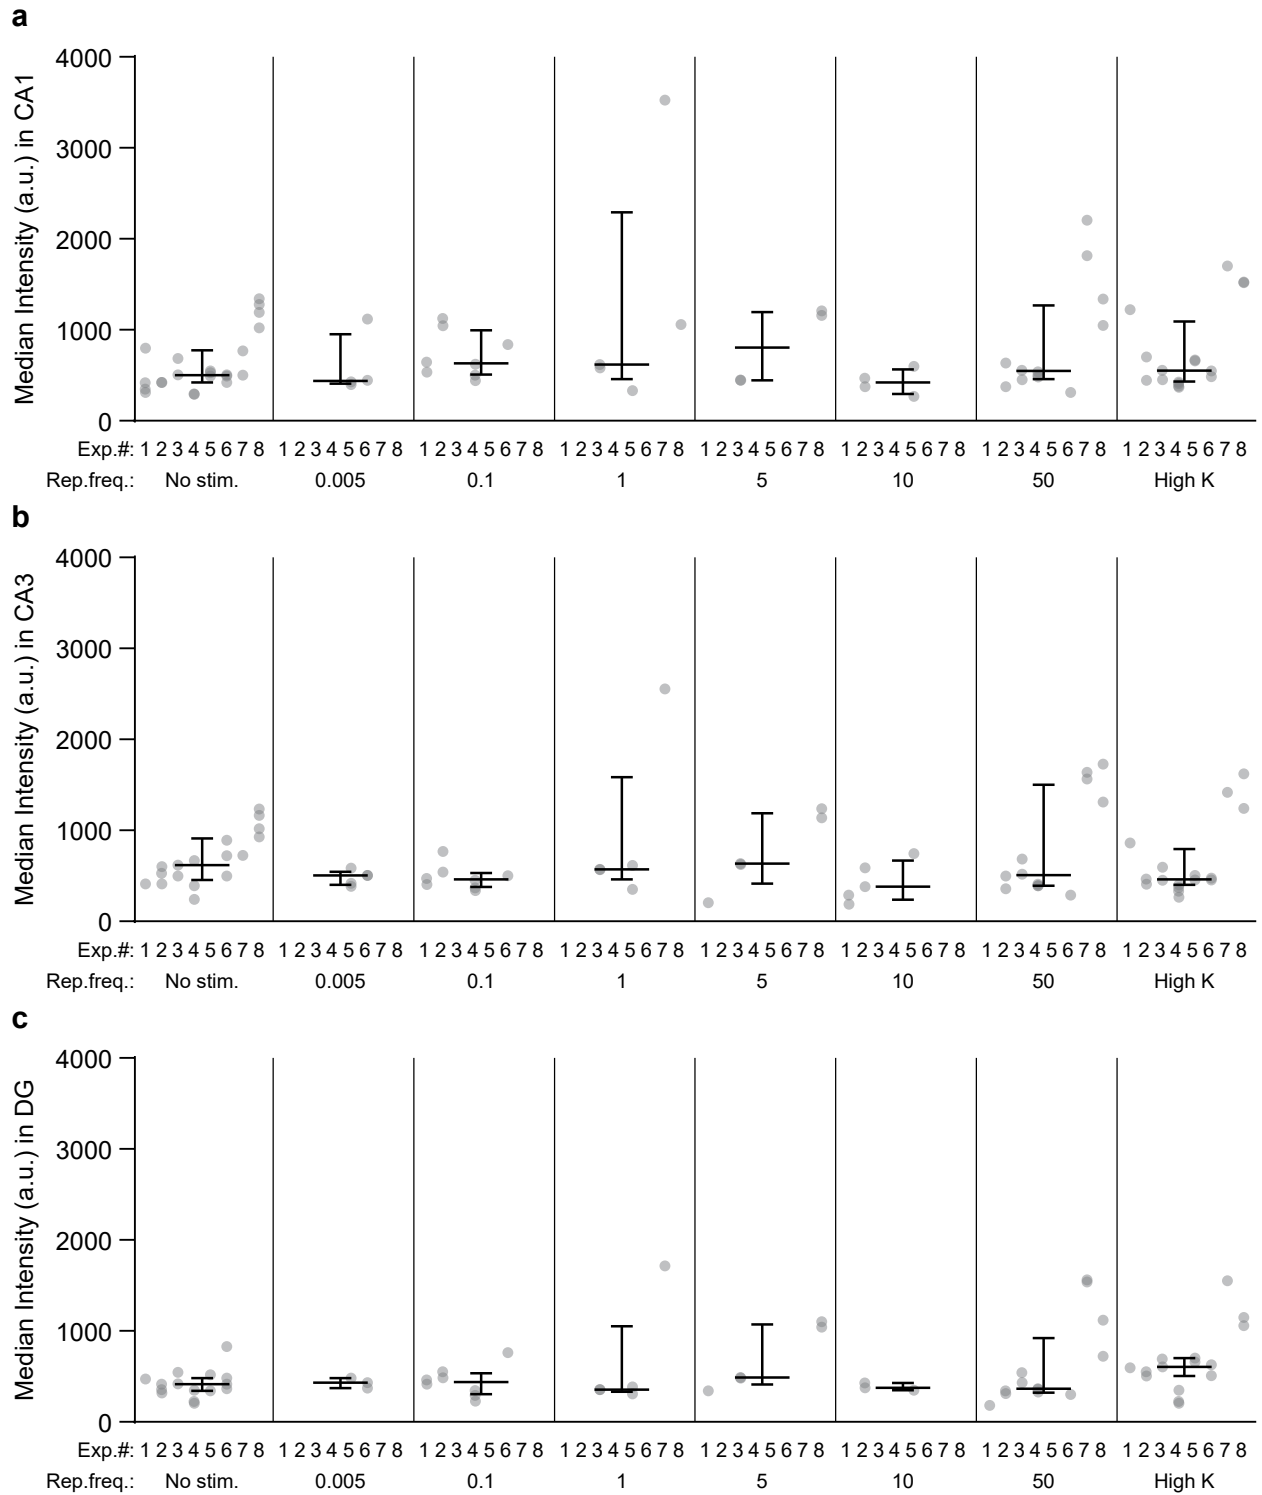 a
Median Intensity (a.u.) in CA1
4000
3000
2000
1000
0
Exp.#: 1 2 3 4 5 6 7 8 1 2 3 4 5 6 7 8 1 2 3 4 5 6 7 8 1 2 3 4 5 6 7 8 1 2 3 4 5 6 7 8 1 2 3 4 5 6 7 8 1 2 3 4 5 6 7 8 1 2 3 4 5 6 7 8
Rep.freq.: No stim. 0.005 0.1 1 5 10 50 High K
b
Median Intensity (a.u.) in CA3
4000
3000
2000
1000
0
Exp.#: 1 2 3 4 5 6 7 8 1 2 3 4 5 6 7 8 1 2 3 4 5 6 7 8 1 2 3 4 5 6 7 8 1 2 3 4 5 6 7 8 1 2 3 4 5 6 7 8 1 2 3 4 5 6 7 8 1 2 3 4 5 6 7 8
Rep.freq.: No stim. 0.005 0.1 1 5 10 50 High K
c
Median Intensity (a.u.) in DG
4000
3000
2000
1000
0
Exp.#: 1 2 3 4 5 6 7 8 1 2 3 4 5 6 7 8 1 2 3 4 5 6 7 8 1 2 3 4 5 6 7 8 1 2 3 4 5 6 7 8 1 2 3 4 5 6 7 8 1 2 3 4 5 6 7 8 1 2 3 4 5 6 7 8
Rep.freq.: No stim. 0.005 0.1 1 5 10 50 High K